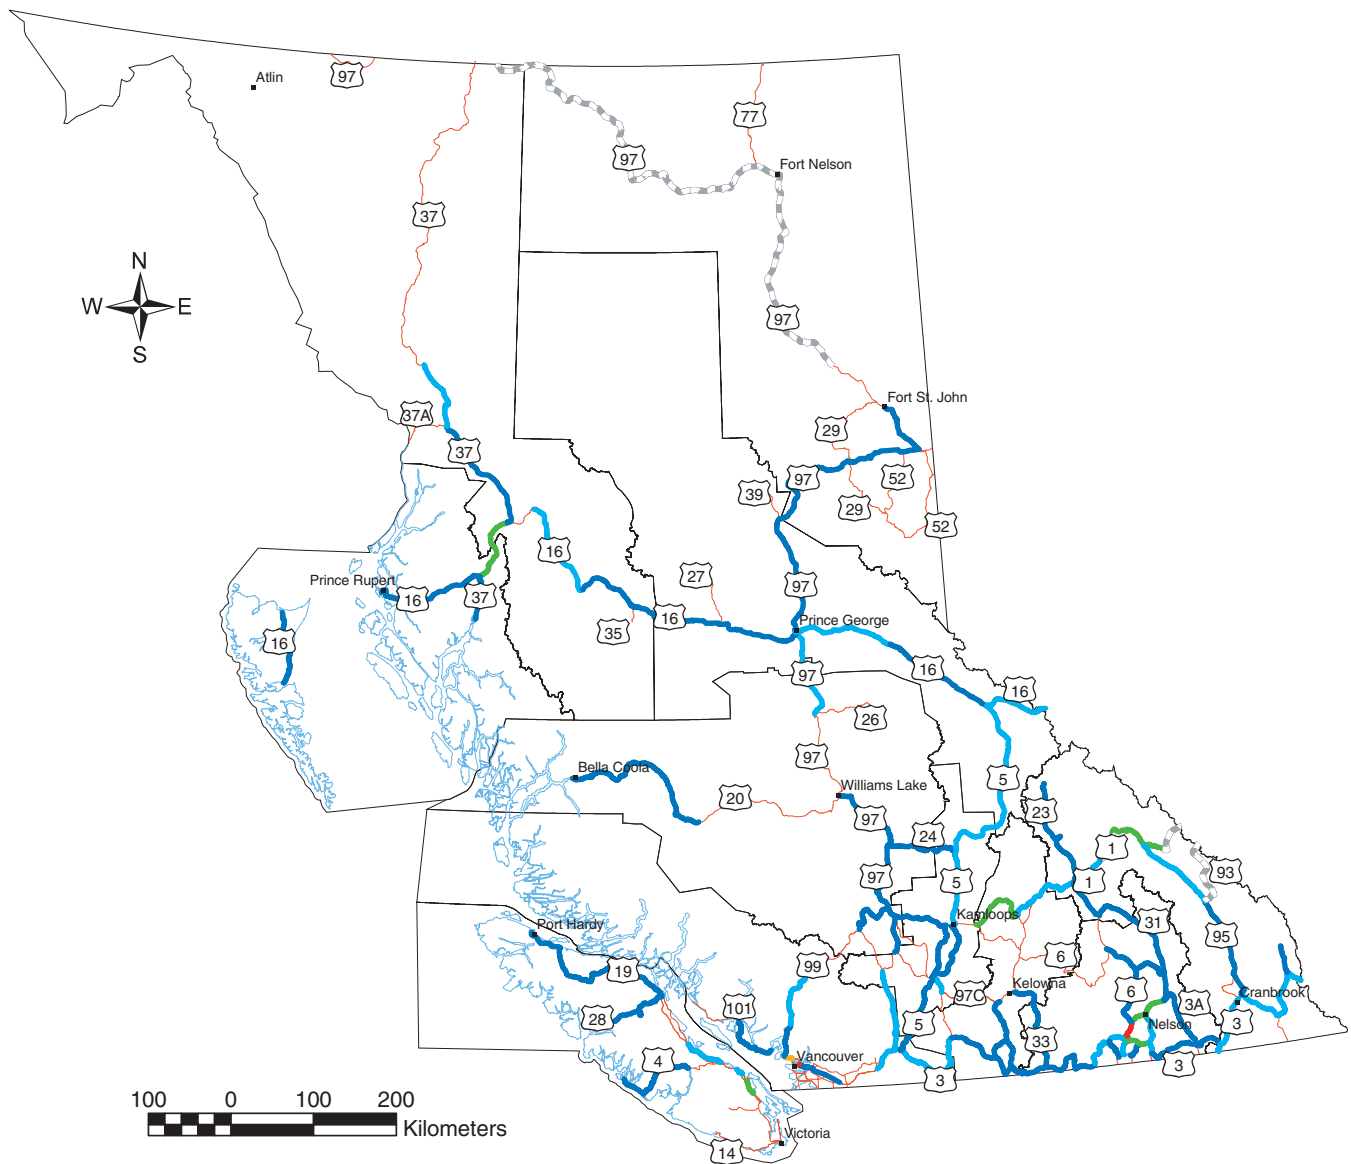 Atlin
97
77
97
Fort Nelson
37
N
W E
S
97
Fort St. John
37A
29
37
97
52
39
29
52
16
27
97
Prince Rupert
16
37
16
35
Prince George
16
16
97
16
26
97
Bella Coola
5
Williams Lake
20
23
97
24
1
93
97
5
1
Kamloops
31
Port Hardy
95
99
6
19
97C
Kelowna
6
3A
Cranbrook
101
28
5
Nelson
3
33
4
Vancouver
3
3
100 0 100 200
Kilometers
Victoria
14